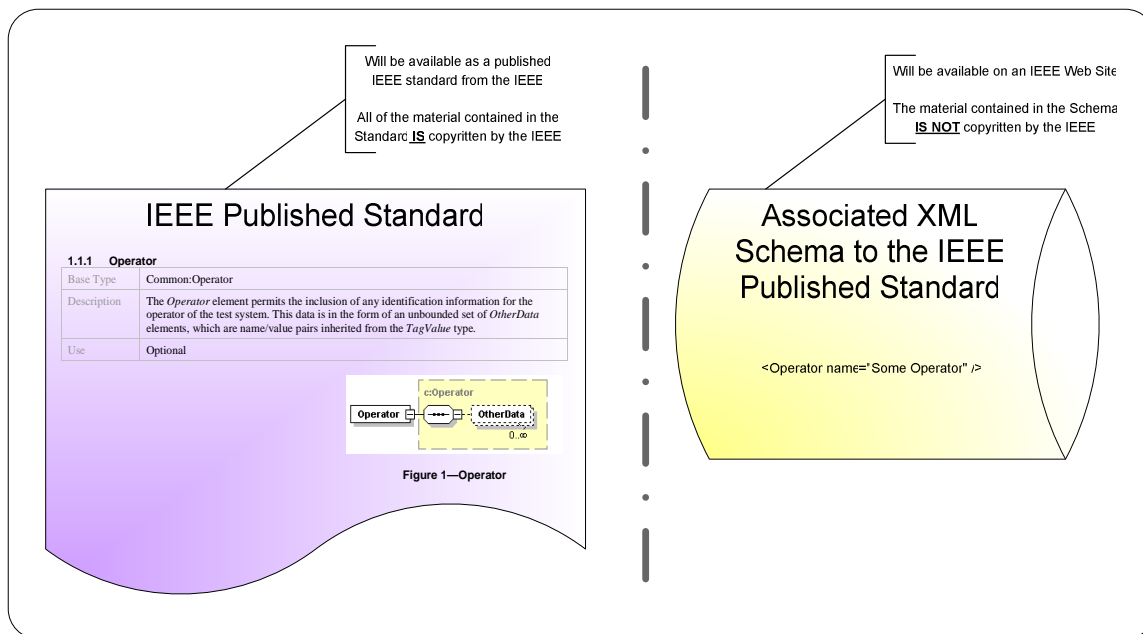 Will be available as a published
IEEE standard from the IEEE
All of the material contained in the
Standard IS copyritten by the IEEE
IEEE Published Standard
1.1.1 Operator
Base Type Common:Operator
Description The Operator element permits the inclusion of any identification information for the
operator of the test system. This data is in the form of an unbounded set of OtherData
elements, which are name/value pairs inherited from the TagValue type.
Use Optional
c:Operator
Operator
OtherData
0..∞
Figure 1—Operator
Will be available on an IEEE Web Site
The material contained in the Schema
IS NOT copyritten by the IEEE
Associated XML
Schema to the IEEE
Published Standard
<Operator name="Some Operator" />